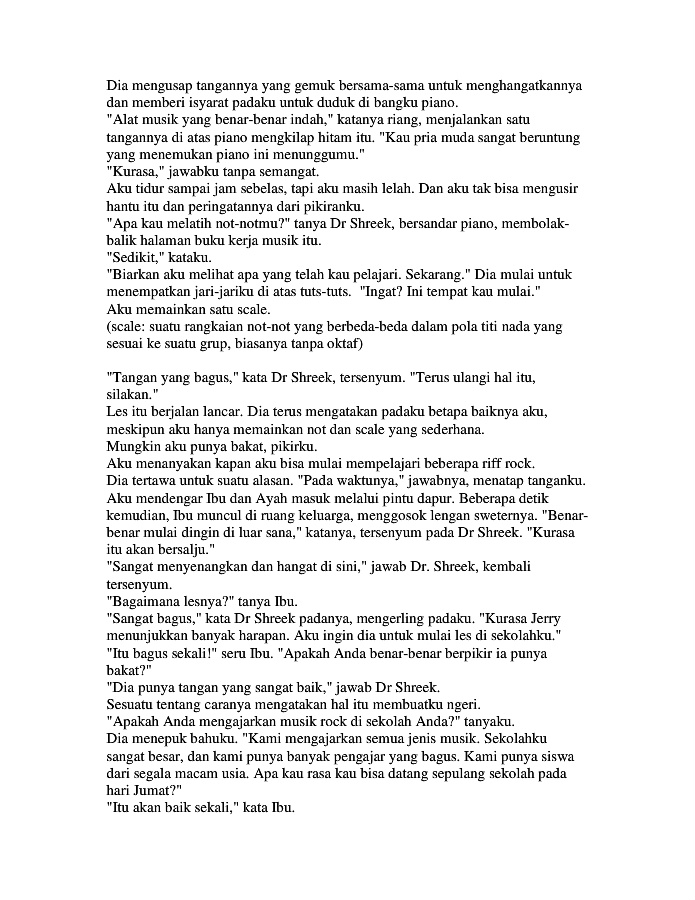 Dia mengusap tangannya yang gemuk bersama-sama untuk menghangatkannya
dan memberi isyarat padaku untuk duduk di bangku piano.
"Alat musik yang benar-benar indah," katanya riang, menjalankan satu
tangannya di atas piano mengkilap hitam itu. "Kau pria muda sangat beruntung
yang menemukan piano ini menunggumu."
"Kurasa," jawabku tanpa semangat.
Aku tidur sampai jam sebelas, tapi aku masih lelah. Dan aku tak bisa mengusir
hantu itu dan peringatannya dari pikiranku.
"Apa kau melatih not-notmu?" tanya Dr Shreek, bersandar piano, membolak-
balik halaman buku kerja musik itu.
"Sedikit," kataku.
"Biarkan aku melihat apa yang telah kau pelajari. Sekarang." Dia mulai untuk
menempatkan jari-jariku di atas tuts-tuts.  "Ingat? Ini tempat kau mulai."
Aku memainkan satu scale.
(scale: suatu rangkaian not-not yang berbeda-beda dalam pola titi nada yang
sesuai ke suatu grup, biasanya tanpa oktaf)
"Tangan yang bagus," kata Dr Shreek, tersenyum. "Terus ulangi hal itu,
silakan."
Les itu berjalan lancar. Dia terus mengatakan padaku betapa baiknya aku,
meskipun aku hanya memainkan not dan scale yang sederhana.
Mungkin aku punya bakat, pikirku.
Aku menanyakan kapan aku bisa mulai mempelajari beberapa riff rock.
Dia tertawa untuk suatu alasan. "Pada waktunya," jawabnya, menatap tanganku.
Aku mendengar Ibu dan Ayah masuk melalui pintu dapur. Beberapa detik
kemudian, Ibu muncul di ruang keluarga, menggosok lengan sweternya. "Benar-
benar mulai dingin di luar sana," katanya, tersenyum pada Dr Shreek. "Kurasa
itu akan bersalju."
"Sangat menyenangkan dan hangat di sini," jawab Dr. Shreek, kembali
tersenyum.
"Bagaimana lesnya?" tanya Ibu.
"Sangat bagus," kata Dr Shreek padanya, mengerling padaku. "Kurasa Jerry
menunjukkan banyak harapan. Aku ingin dia untuk mulai les di sekolahku."
"Itu bagus sekali!" seru Ibu. "Apakah Anda benar-benar berpikir ia punya
bakat?"
"Dia punya tangan yang sangat baik," jawab Dr Shreek.
Sesuatu tentang caranya mengatakan hal itu membuatku ngeri.
"Apakah Anda mengajarkan musik rock di sekolah Anda?" tanyaku.
Dia menepuk bahuku. "Kami mengajarkan semua jenis musik. Sekolahku
sangat besar, dan kami punya banyak pengajar yang bagus. Kami punya siswa
dari segala macam usia. Apa kau rasa kau bisa datang sepulang sekolah pada
hari Jumat?"
"Itu akan baik sekali," kata Ibu.